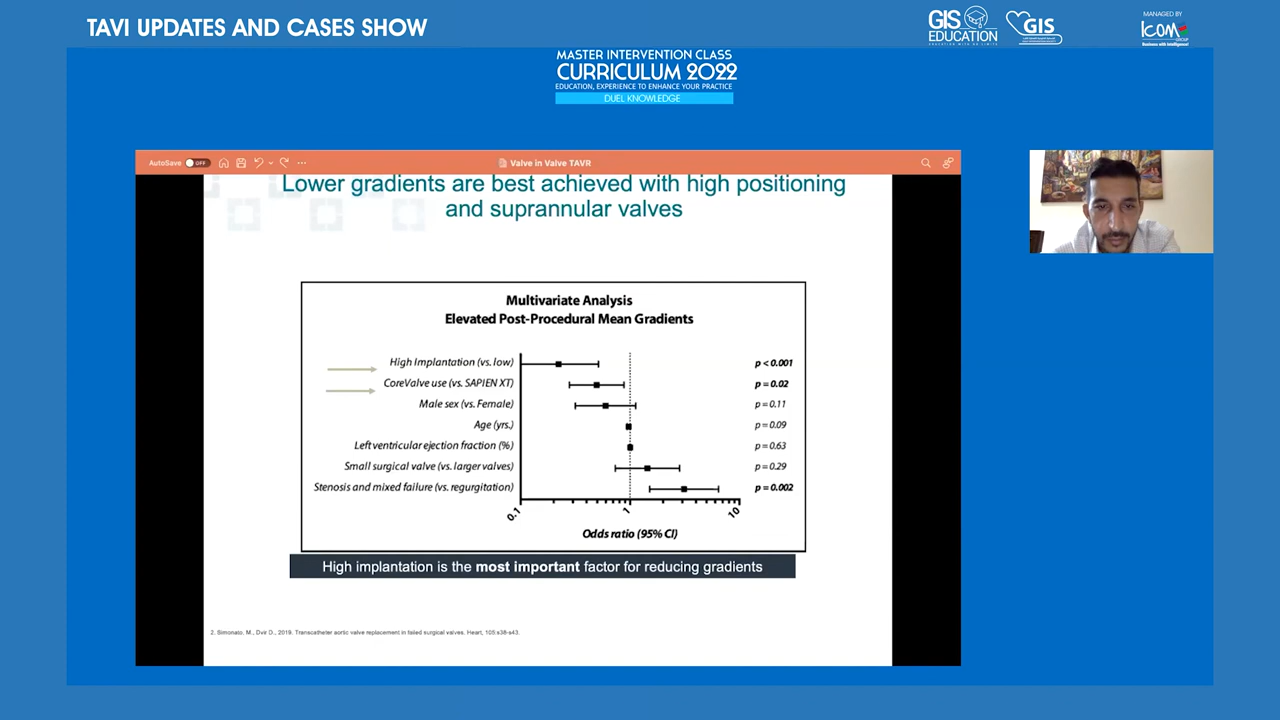 TAVI UPDATES AND CASES SHOW
GIS
EDUCATION
GIS
MANAGED BY
ICOM
GROUP
Business with Intelligence!
MASTER INTERVENTION CLASS
CURRICULUM 2022
EDUCATION, EXPERIENCE TO ENHANCE YOUR PRACTICE
DUEL KNOWLEDGE
AutoSave OFF
Valve in Valve TAVR
Lower gradients are best achieved with high positioning
and suprannular valves
Multivariate Analysis
Elevated Post-Procedural Mean Gradients
High Implantation (vs. low) p < 0.001
CoreValve use (vs. SAPIEN XT) p = 0.02
Male sex (vs. Female) p = 0.11
Age (yrs.) p = 0.09
Left ventricular ejection fraction (%) p = 0.63
Small surgical valve (vs. larger valves) p = 0.29
Stenosis and mixed failure (vs. regurgitation) p = 0.002
0.1 1 10
Odds ratio (95% CI)
High implantation is the most important factor for reducing gradients
2. Simonato, M., Dvir D., 2019. Transcatheter aortic valve replacement in failed surgical valves. Heart, 105:s38-s43.